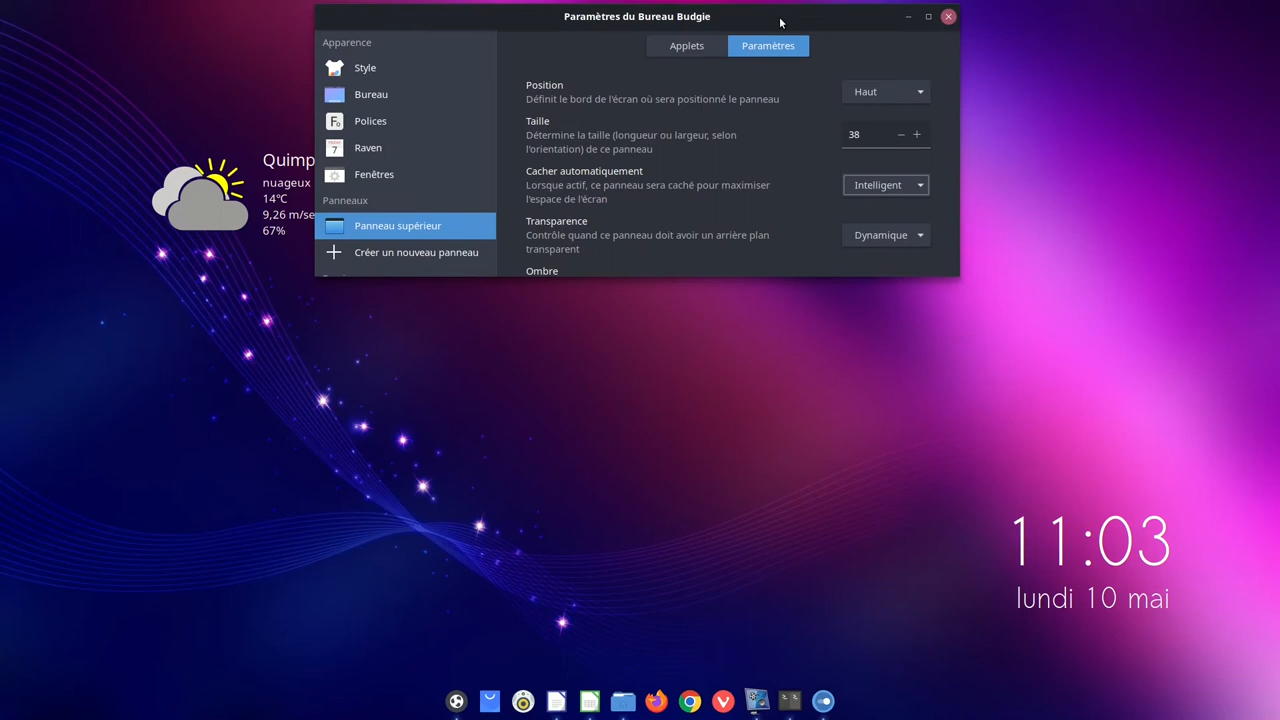 Paramètres du Bureau Budgie
Apparence
Style
Bureau
Polices
Raven
Fenêtres
Panneaux
Panneau supérieur
Créer un nouveau panneau
Applets
Paramètres
Position
Définit le bord de l'écran où sera positionné le panneau
Haut
Taille
Détermine la taille (longueur ou largeur, selon
l'orientation) de ce panneau
38
Cacher automatiquement
Lorsque actif, ce panneau sera caché pour maximiser
l'espace de l'écran
Intelligent
Transparence
Contrôle quand ce panneau doit avoir un arrière plan
transparent
Dynamique
Ombre
Quimp
nuageux
14°C
9,26 m/se
67%
11:03
lundi 10 mai